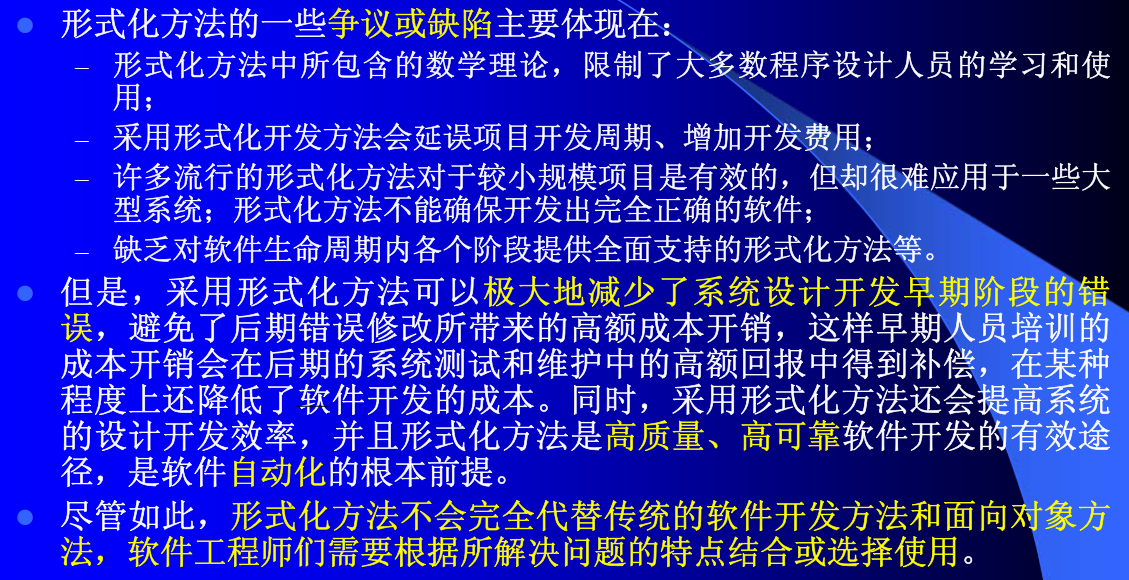 ● 形式化方法的一些争议或缺陷主要体现在：
– 形式化方法中所包含的数学理论，限制了大多数程序设计人员的学习和使
用；
– 采用形式化开发方法会延误项目开发周期、增加开发费用；
– 许多流行的形式化方法对于较小规模项目是有效的，但却很难应用于一些大
型系统；形式化方法不能确保开发出完全正确的软件；
– 缺乏对软件生命周期内各个阶段提供全面支持的形式化方法等。
● 但是，采用形式化方法可以极大地减少了系统设计开发早期阶段的错
误，避免了后期错误修改所带来的高额成本开销，这样早期人员培训的
成本开销会在后期的系统测试和维护中的高额回报中得到补偿，在某种
程度上还降低了软件开发的成本。同时，采用形式化方法还会提高系统
的设计开发效率，并且形式化方法是高质量、高可靠软件开发的有效途
径，是软件自动化的根本前提。
● 尽管如此，形式化方法不会完全代替传统的软件开发方法和面向对象方
法，软件工程师们需要根据所解决问题的特点结合或选择使用。